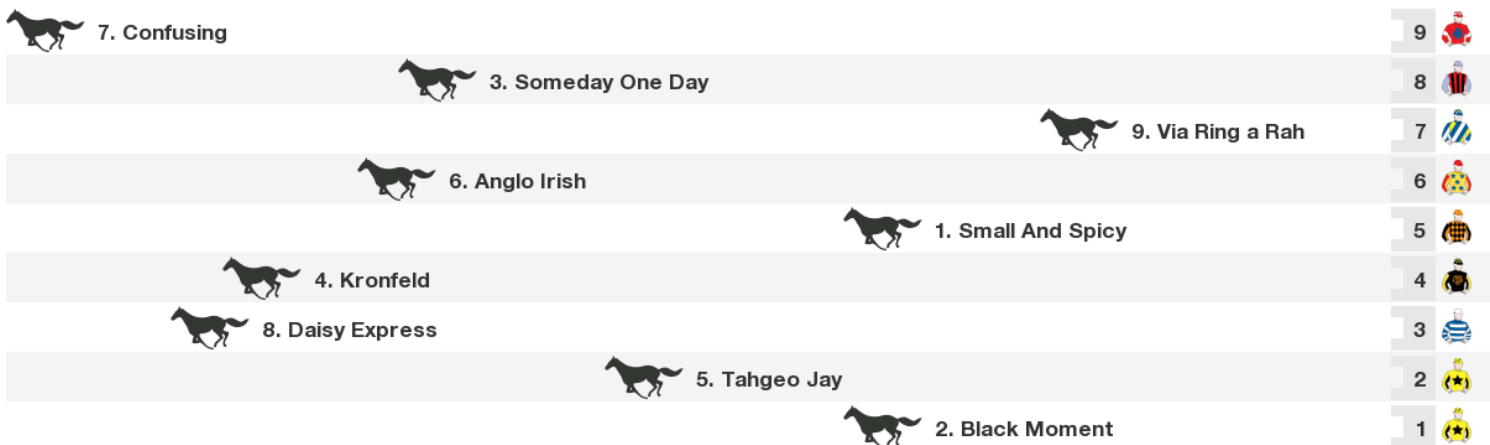 7. Confusing 9
3. Someday One Day 8
9. Via Ring a Rah 7
6. Anglo Irish 6
1. Small And Spicy 5
4. Kronfeld 4
8. Daisy Express 3
5. Tahgeo Jay 2
2. Black Moment 1